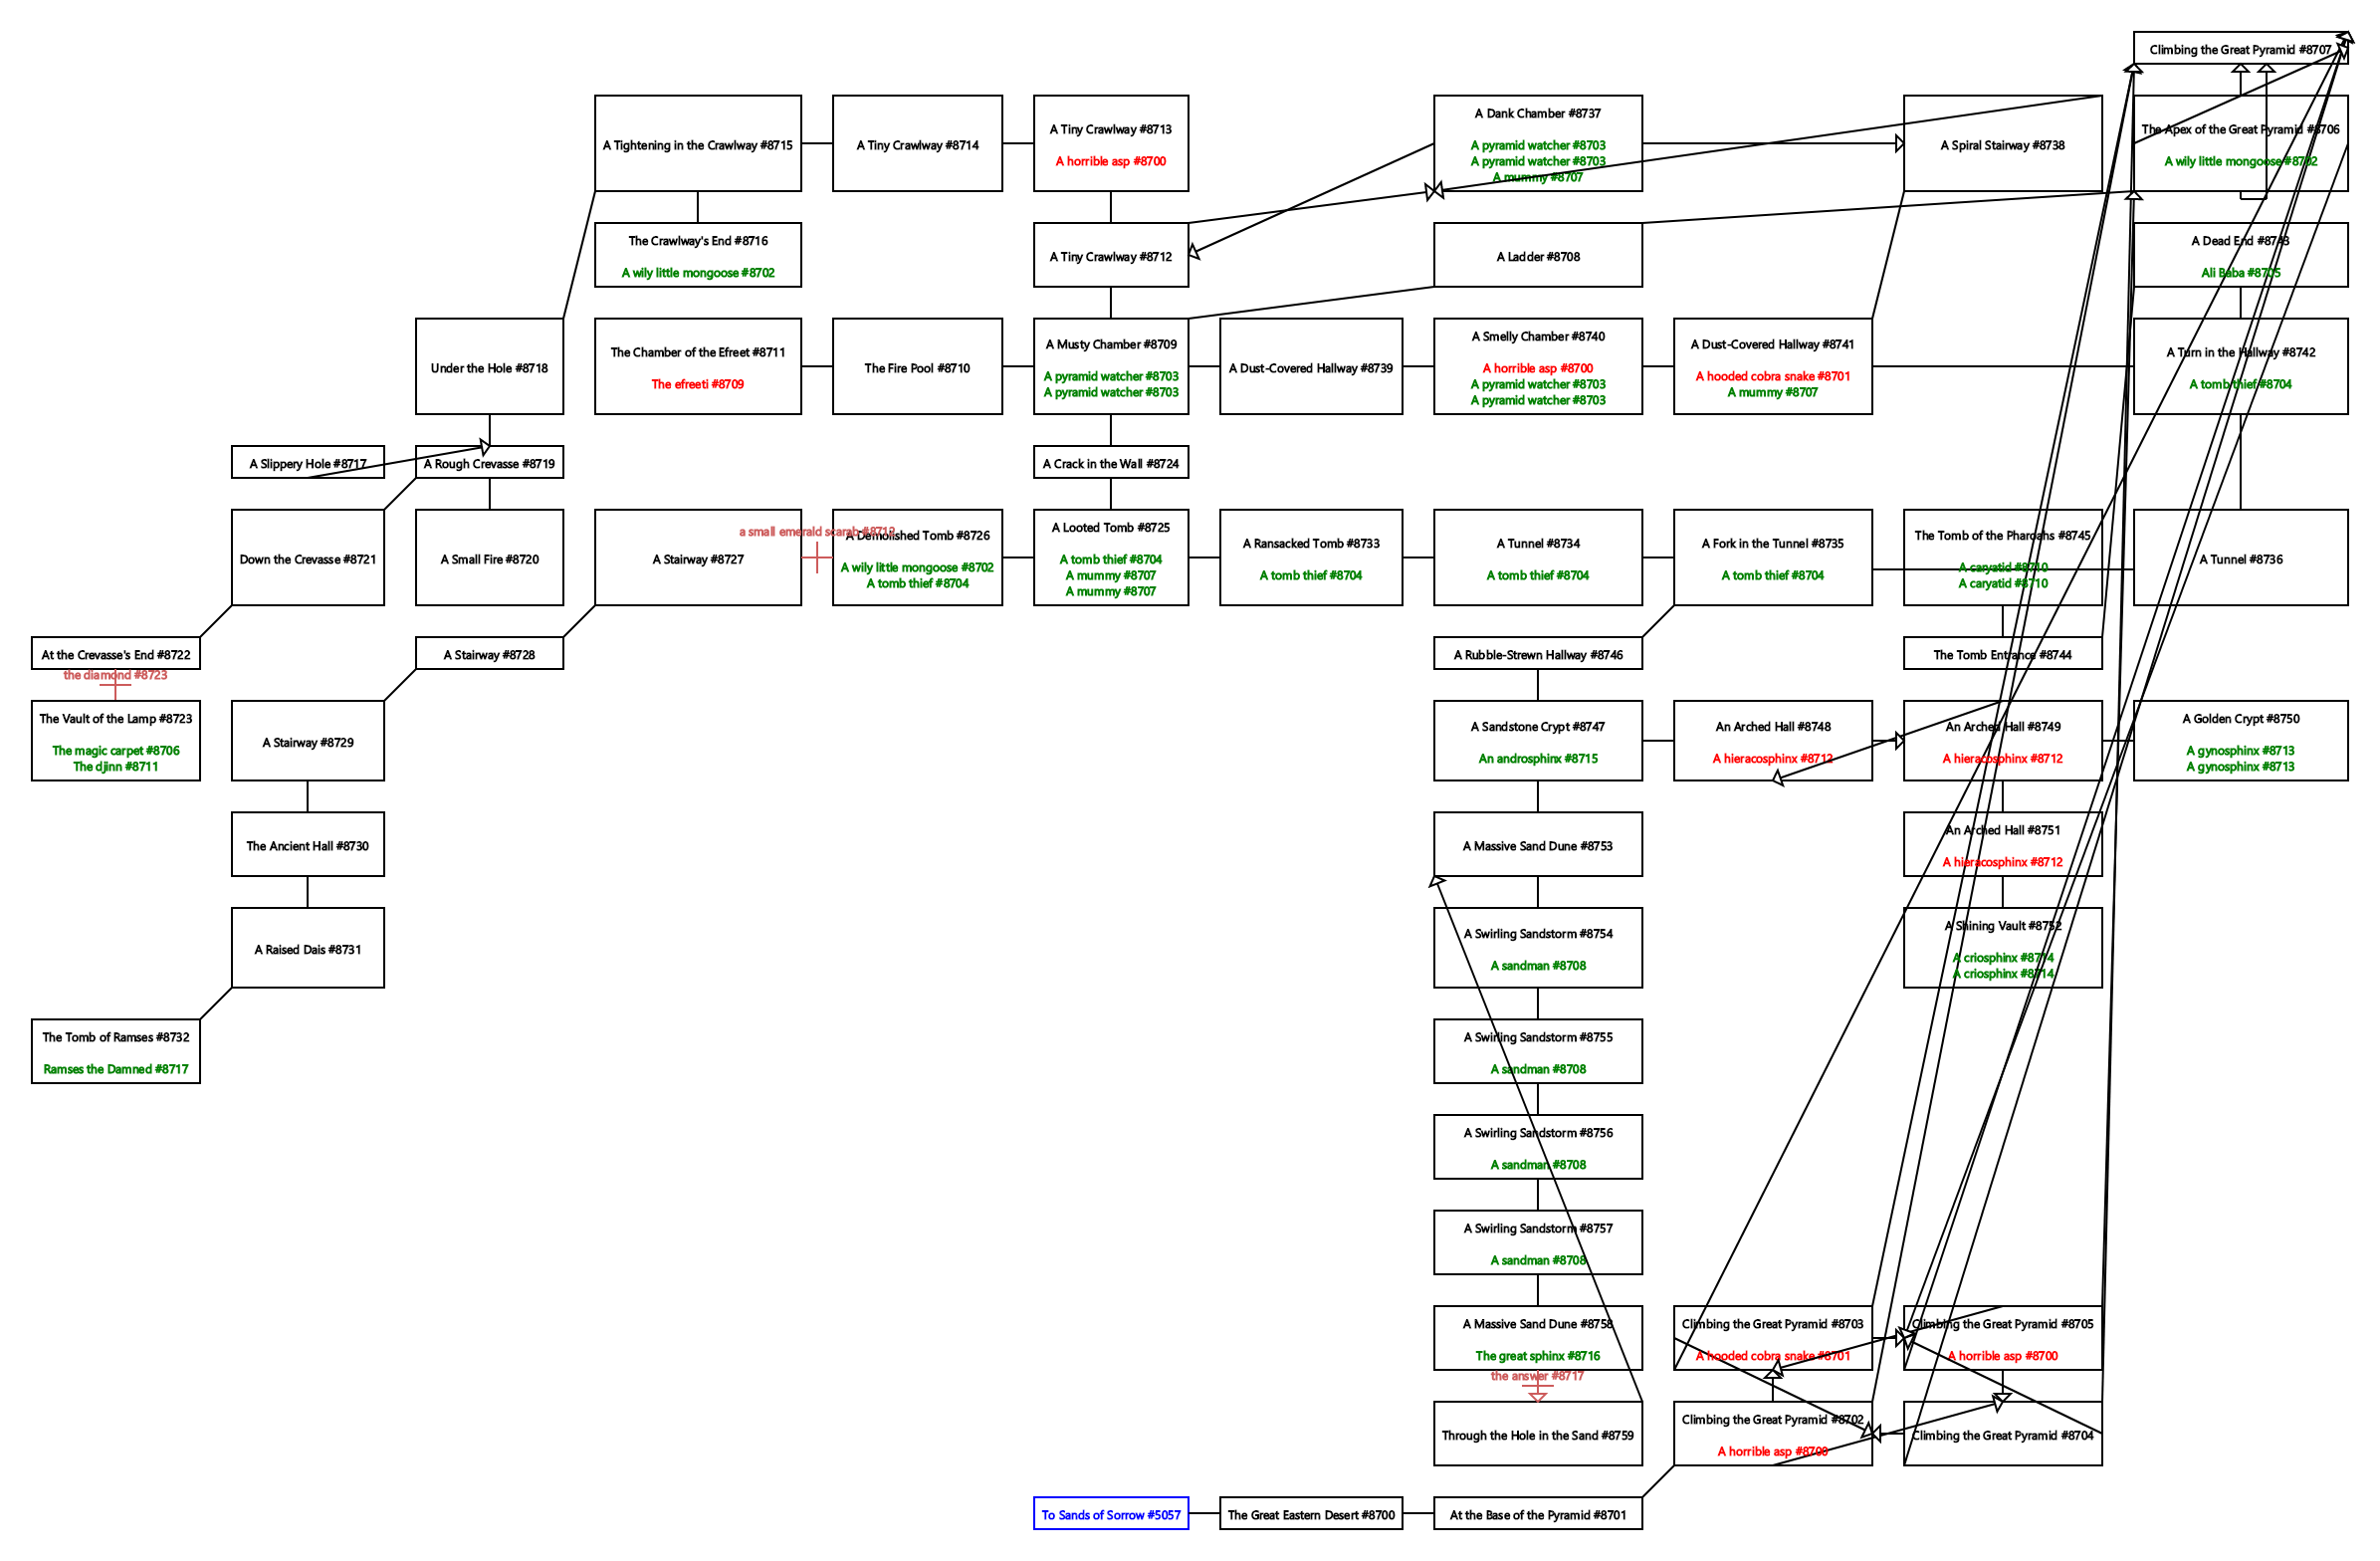 Climbing the Great Pyramid #8707
A Tightening in the Crawlway #8715
A Tiny Crawlway #8714
A Tiny Crawlway #8713
A horrible asp #8700
A Dank Chamber #8737
A pyramid watcher #8703
A pyramid watcher #8703
A mummy #8707
A Spiral Stairway #8738
The Apex of the Great Pyramid #8706
A wily little mongoose #8702
The Crawlway's End #8716
A wily little mongoose #8702
A Tiny Crawlway #8712
A Ladder #8708
A Dead End #8743
Ali Baba #8705
Under the Hole #8718
The Chamber of the Efreet #8711
The efreeti #8709
The Fire Pool #8710
A Musty Chamber #8709
A pyramid watcher #8703
A pyramid watcher #8703
A Dust-Covered Hallway #8739
A Smelly Chamber #8740
A horrible asp #8700
A pyramid watcher #8703
A pyramid watcher #8703
A Dust-Covered Hallway #8741
A hooded cobra snake #8701
A mummy #8707
A Turn in the Hallway #8742
A tomb thief #8704
A Slippery Hole #8717
A Rough Crevasse #8719
A Crack in the Wall #8724
Down the Crevasse #8721
A Small Fire #8720
A Stairway #8727
a small emerald scarab #8712
A Demolished Tomb #8726
A wily little mongoose #8702
A tomb thief #8704
A Looted Tomb #8725
A tomb thief #8704
A mummy #8707
A mummy #8707
A Ransacked Tomb #8733
A tomb thief #8704
A Tunnel #8734
A tomb thief #8704
A Fork in the Tunnel #8735
A tomb thief #8704
The Tomb of the Pharoahs #8745
A caryatid #8710
A caryatid #8710
A Tunnel #8736
At the Crevasse's End #8722
the diamond #8723
A Stairway #8728
A Rubble-Strewn Hallway #8746
The Tomb Entrance #8744
The Vault of the Lamp #8723
The magic carpet #8706
The djinn #8711
A Stairway #8729
A Sandstone Crypt #8747
An androsphinx #8715
An Arched Hall #8748
A hieracosphinx #8712
An Arched Hall #8749
A hieracosphinx #8712
A Golden Crypt #8750
A gynosphinx #8713
A gynosphinx #8713
The Ancient Hall #8730
A Massive Sand Dune #8753
An Arched Hall #8751
A hieracosphinx #8712
A Raised Dais #8731
A Swirling Sandstorm #8754
A sandman #8708
A Shining Vault #8752
A criosphinx #8714
A criosphinx #8714
The Tomb of Ramses #8732
Ramses the Damned #8717
A Swirling Sandstorm #8755
A sandman #8708
A Swirling Sandstorm #8756
A sandman #8708
A Swirling Sandstorm #8757
A sandman #8708
A Massive Sand Dune #8758
The great sphinx #8716
the answer #8717
Climbing the Great Pyramid #8703
A hooded cobra snake #8701
Climbing the Great Pyramid #8705
A horrible asp #8700
Through the Hole in the Sand #8759
Climbing the Great Pyramid #8702
A horrible asp #8700
Climbing the Great Pyramid #8704
To Sands of Sorrow #5057
The Great Eastern Desert #8700
At the Base of the Pyramid #8701